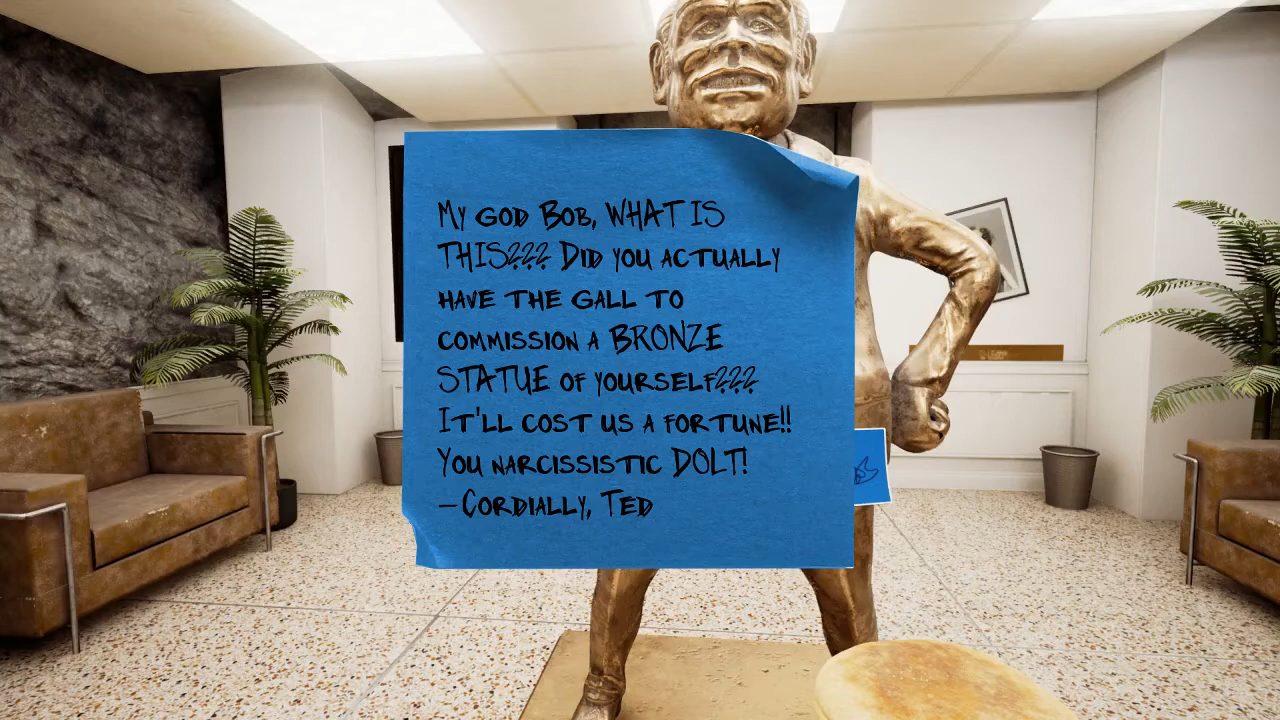 My god Bob, WHAT IS
THIS??? Did you actually
have the gall to
commission a BRONZE
STATUE of yourself???
It'll cost us a fortune!!
You narcissistic DOLT!
—Cordially, Ted